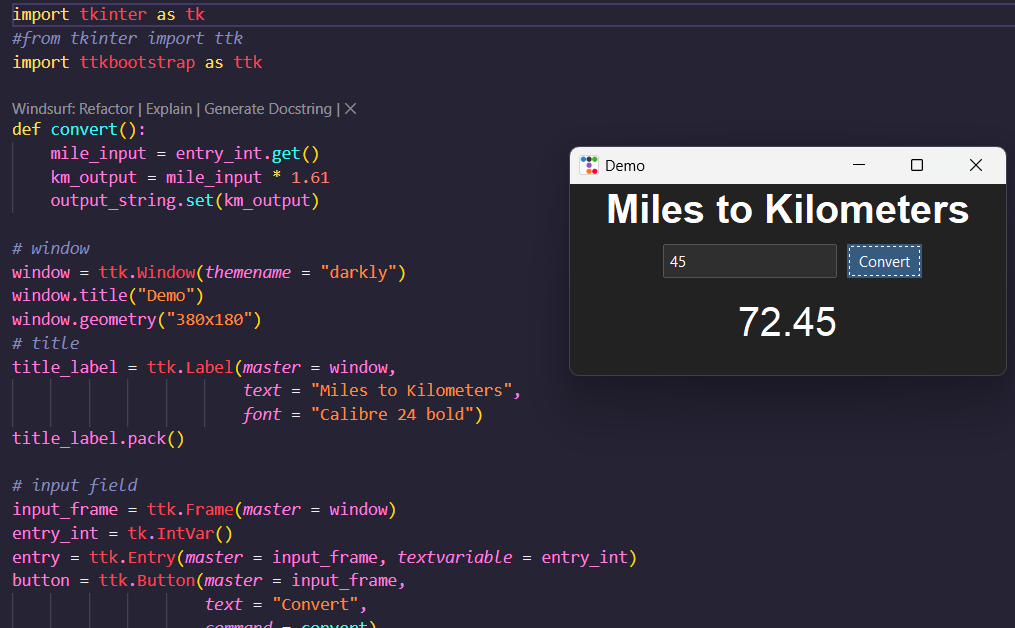 import tkinter as tk
#from tkinter import ttk
import ttkbootstrap as ttk
Windsurf: Refactor | Explain | Generate Docstring | ×
def convert():
    mile_input = entry_int.get()
    km_output = mile_input * 1.61
    output_string.set(km_output)
# window
window = ttk.Window(themename = "darkly")
window.title("Demo")
window.geometry("380x180")
# title
title_label = ttk.Label(master = window,
                        text = "Miles to Kilometers",
                        font = "Calibre 24 bold")
title_label.pack()
# input field
input_frame = ttk.Frame(master = window)
entry_int = tk.IntVar()
entry = ttk.Entry(master = input_frame, textvariable = entry_int)
button = ttk.Button(master = input_frame,
                    text = "Convert",
                    command = convert)
Demo
Miles to Kilometers
45 Convert
72.45